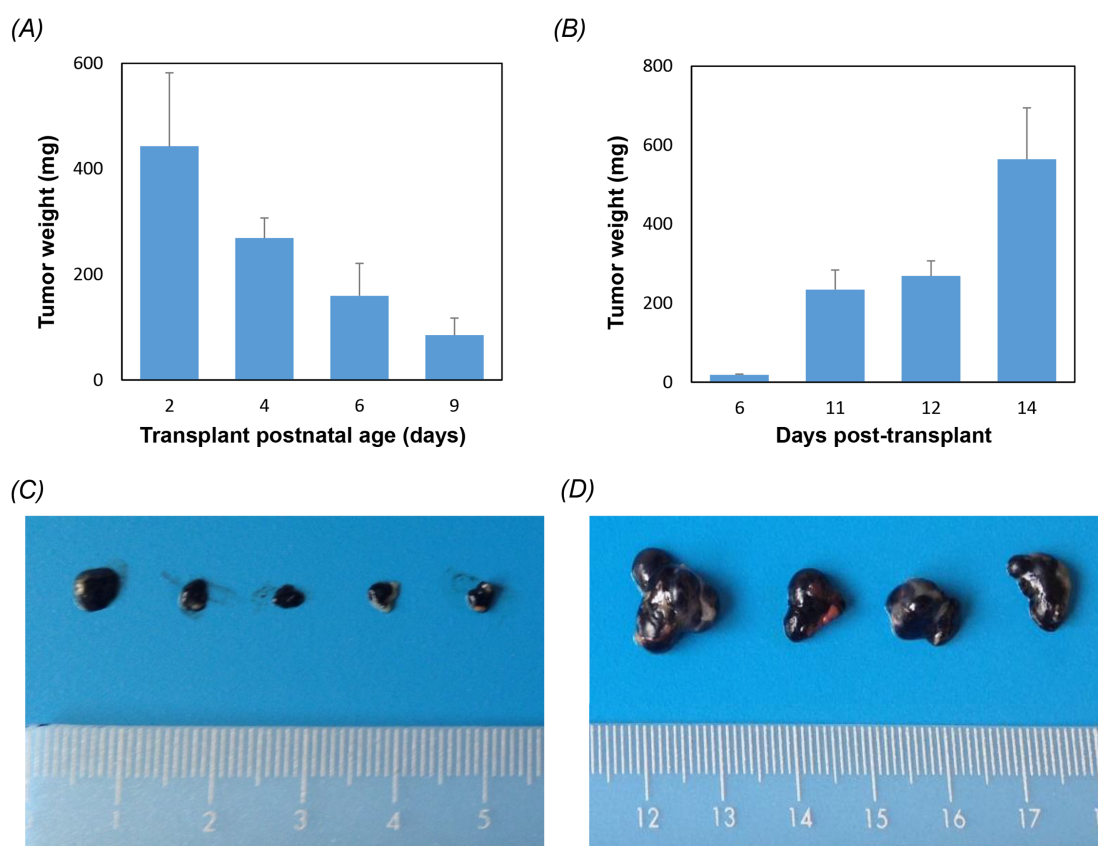 (A)
600
400
200
0
Tumor weight (mg)
2 4 6 9
Transplant postnatal age (days)
(B)
800
600
400
200
0
Tumor weight (mg)
6 11 12 14
Days post-transplant
(C)
1 2 3 4 5
(D)
12 13 14 15 16 17